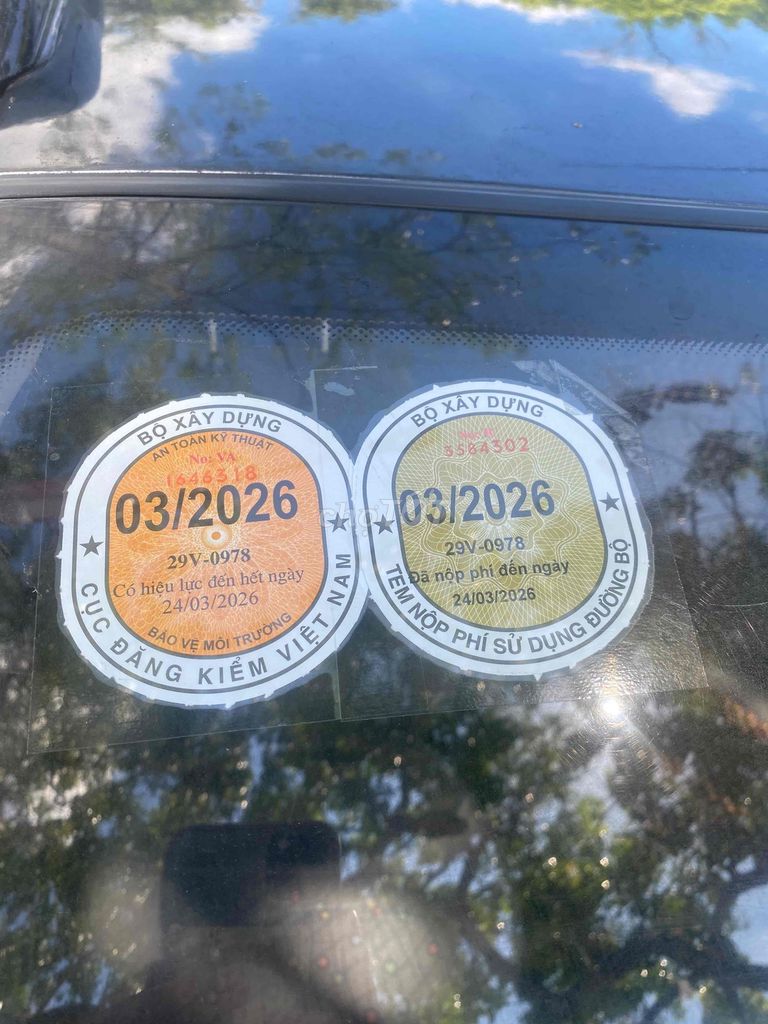 BỘ XÂY DỰNG
AN TOÀN KỸ THUẬT
No: VA
1646318
03/2026
29V-0978
Có hiệu lực đến hết ngày
24/03/2026
BẢO VỆ MÔI TRƯỜNG
CỤC ĐĂNG KIỂM VIỆT NAM
BỘ XÂY DỰNG
3564302
03/2026
29V-0978
Đã nộp phí đến ngày
24/03/2026
TEM NỘP PHÍ SỬ DỤNG ĐƯỜNG BỘ